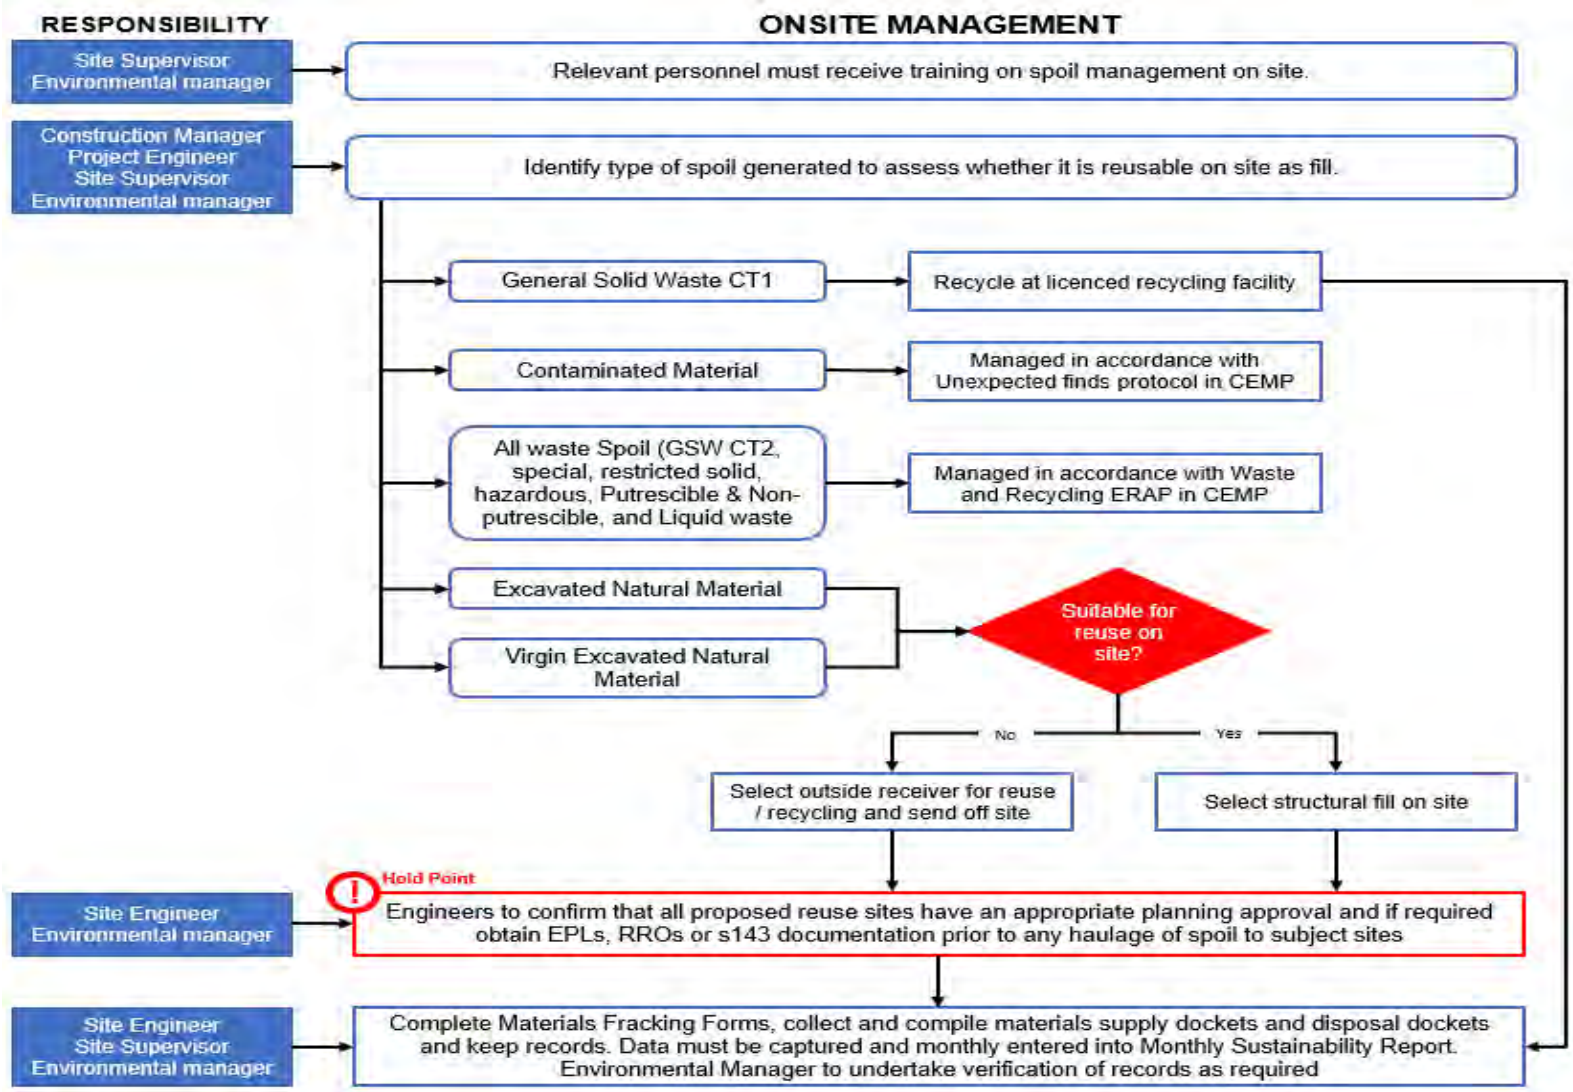 RESPONSIBILITY
ONSITE MANAGEMENT
Site Supervisor
Environmental manager
Relevant personnel must receive training on spoil management on site.
Construction Manager
Project Engineer
Site Supervisor
Environmental manager
Identify type of spoil generated to assess whether it is reusable on site as fill.
General Solid Waste CT1
Recycle at licenced recycling facility
Contaminated Material
Managed in accordance with
Unexpected finds protocol in CEMP
All waste Spoil (GSW CT2,
special, restricted solid,
hazardous, Putrescible & Non-
putrescible, and Liquid waste
Managed in accordance with Waste
and Recycling ERAP in CEMP
Excavated Natural Material
Virgin Excavated Natural
Material
Suitable for
reuse on
site?
No
Yes
Select outside receiver for reuse
/ recycling and send off site
Select structural fill on site
!
Hold Point
Site Engineer
Environmental manager
Engineers to confirm that all proposed reuse sites have an appropriate planning approval and if required
obtain EPLs, RROs or s143 documentation prior to any haulage of spoil to subject sites
Site Engineer
Site Supervisor
Environmental manager
Complete Materials Fracking Forms, collect and compile materials supply dockets and disposal dockets
and keep records. Data must be captured and monthly entered into Monthly Sustainability Report.
Environmental Manager to undertake verification of records as required